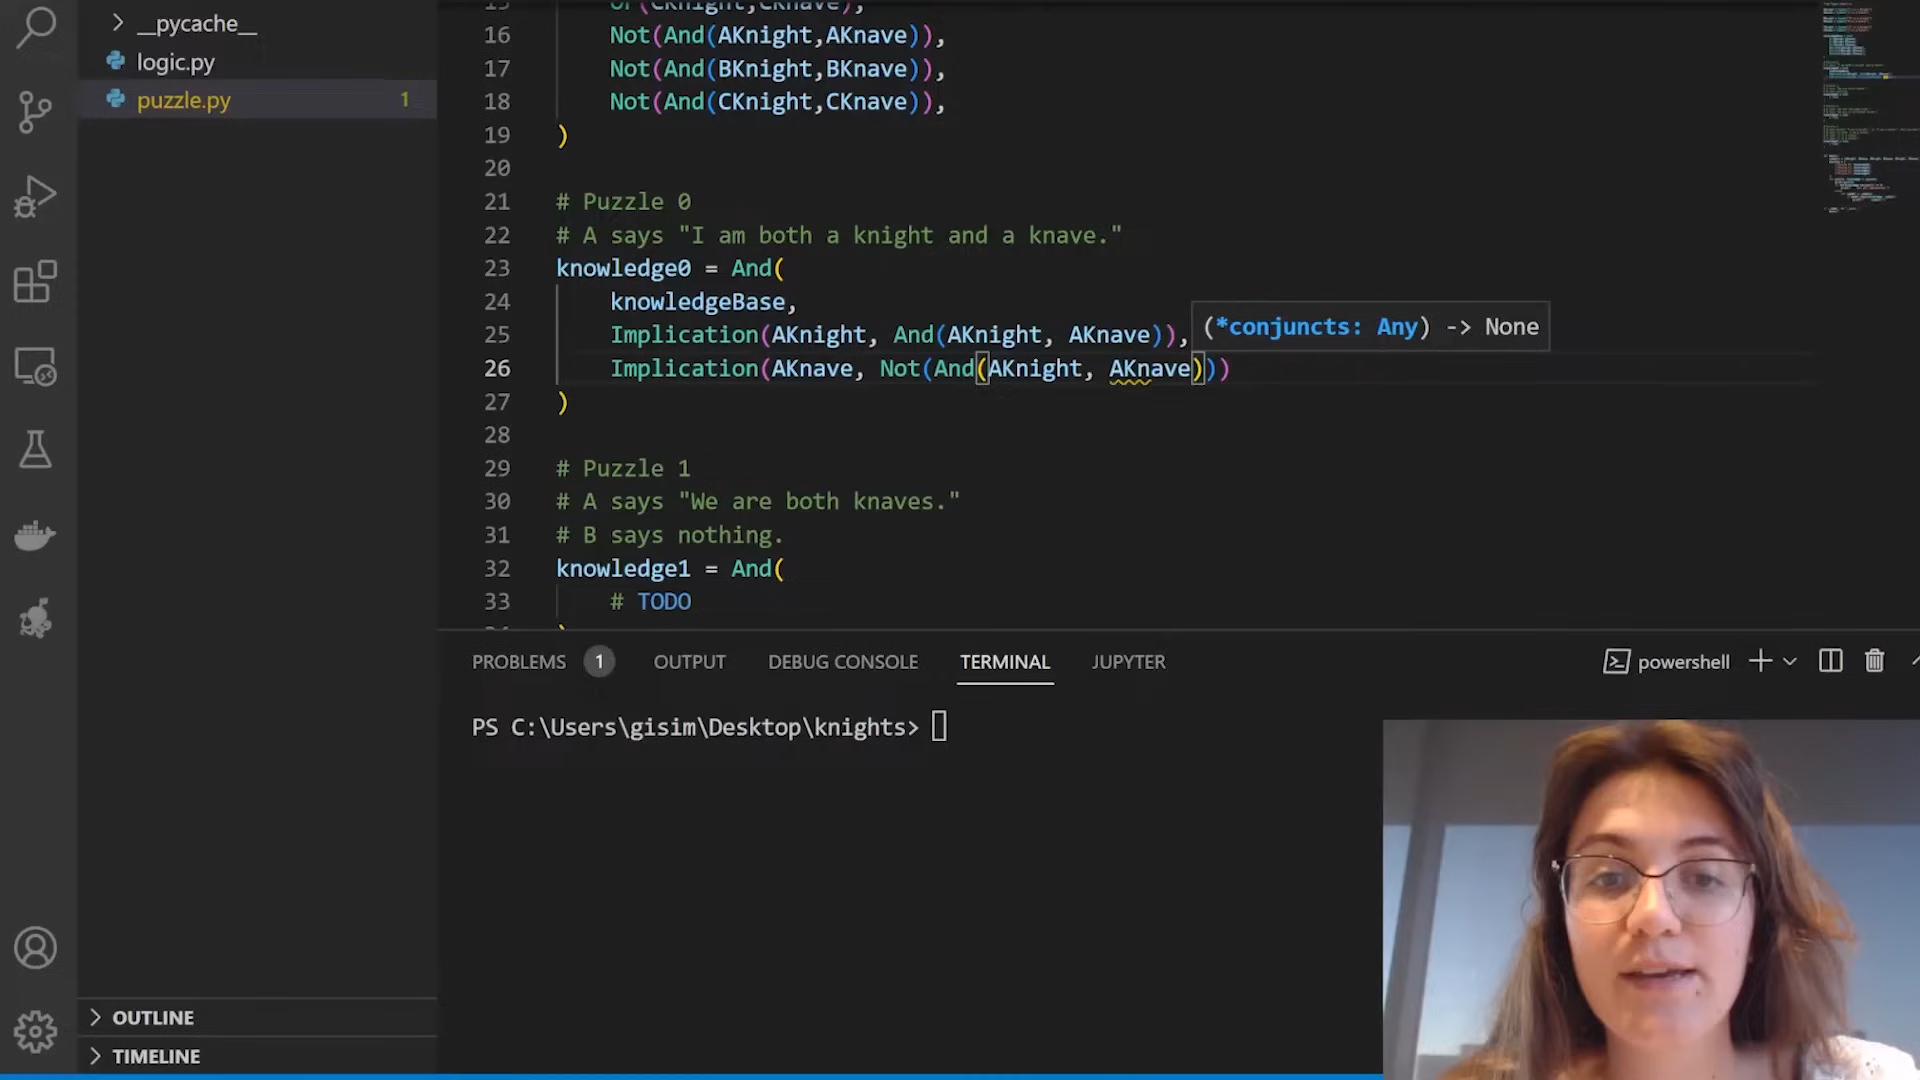 __pycache__
logic.py
puzzle.py 1
15 Or(CKnight,CKnave),
16 Not(And(AKnight,AKnave)),
17 Not(And(BKnight,BKnave)),
18 Not(And(CKnight,CKnave)),
19 )
20
21 # Puzzle 0
22 # A says "I am both a knight and a knave."
23 knowledge0 = And(
24 knowledgeBase,
25 Implication(AKnight, And(AKnight, AKnave)),
(*conjuncts: Any) -> None
26 Implication(AKnave, Not(And(AKnight, AKnave)))
27 )
28
29 # Puzzle 1
30 # A says "We are both knaves."
31 # B says nothing.
32 knowledge1 = And(
33 # TODO
PROBLEMS 1 OUTPUT DEBUG CONSOLE TERMINAL JUPYTER powershell
PS C:\Users\gisim\Desktop\knights>
OUTLINE
TIMELINE